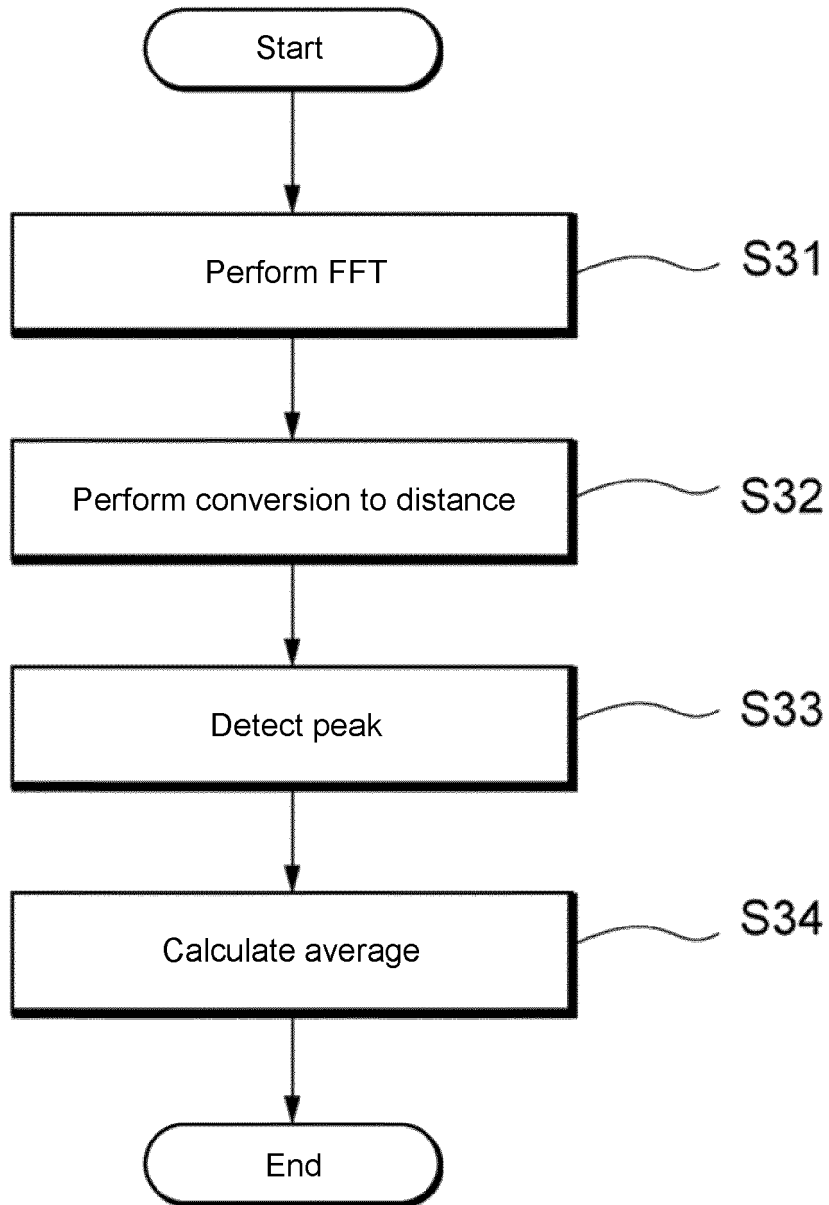 Start
Perform FFT
S31
Perform conversion to distance
S32
Detect peak
S33
Calculate average
S34
End